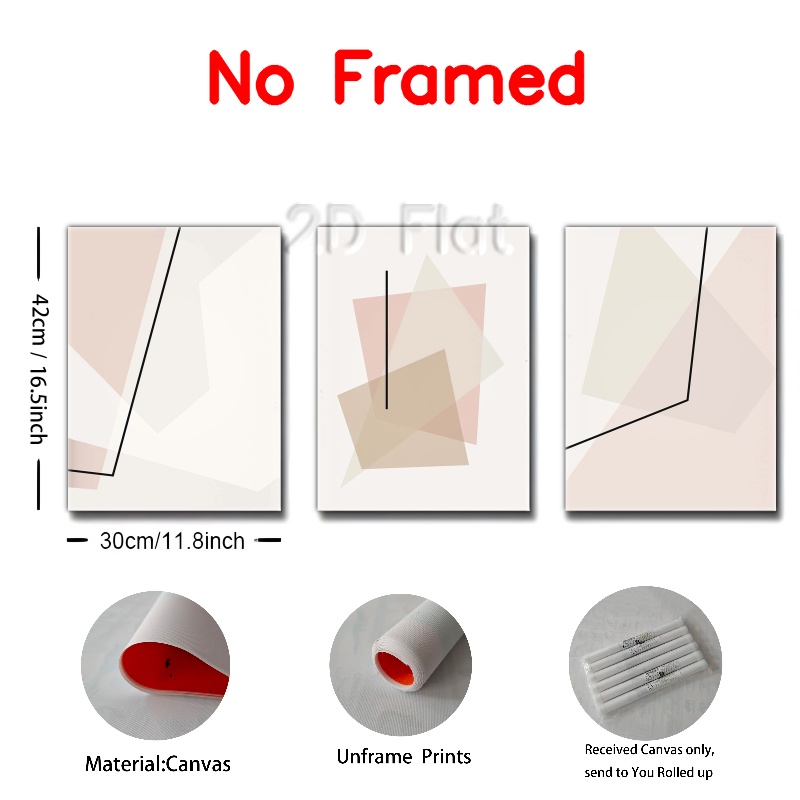 No Framed
2D Flat
42cm / 16.5inch
30cm/11.8inch
Material:Canvas
Unframe Prints
Received Canvas only,
send to You Rolled up